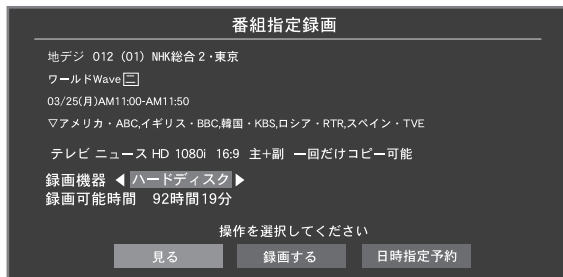 番組指定録画
地デジ 012 (01) NHK総合2・東京
ワールドWave二
03/25(月)AM11:00-AM11:50
▽アメリカ・ABC,イギリス・BBC,韓国・KBS,ロシア・RTR,スペイン・TVE
テレビ ニュース HD 1080i 16:9 主+副 一回だけコピー可能
録画機器 ◀ ハードディスク ▶
録画可能時間 92時間19分
操作を選択してください
見る 録画する 日時指定予約